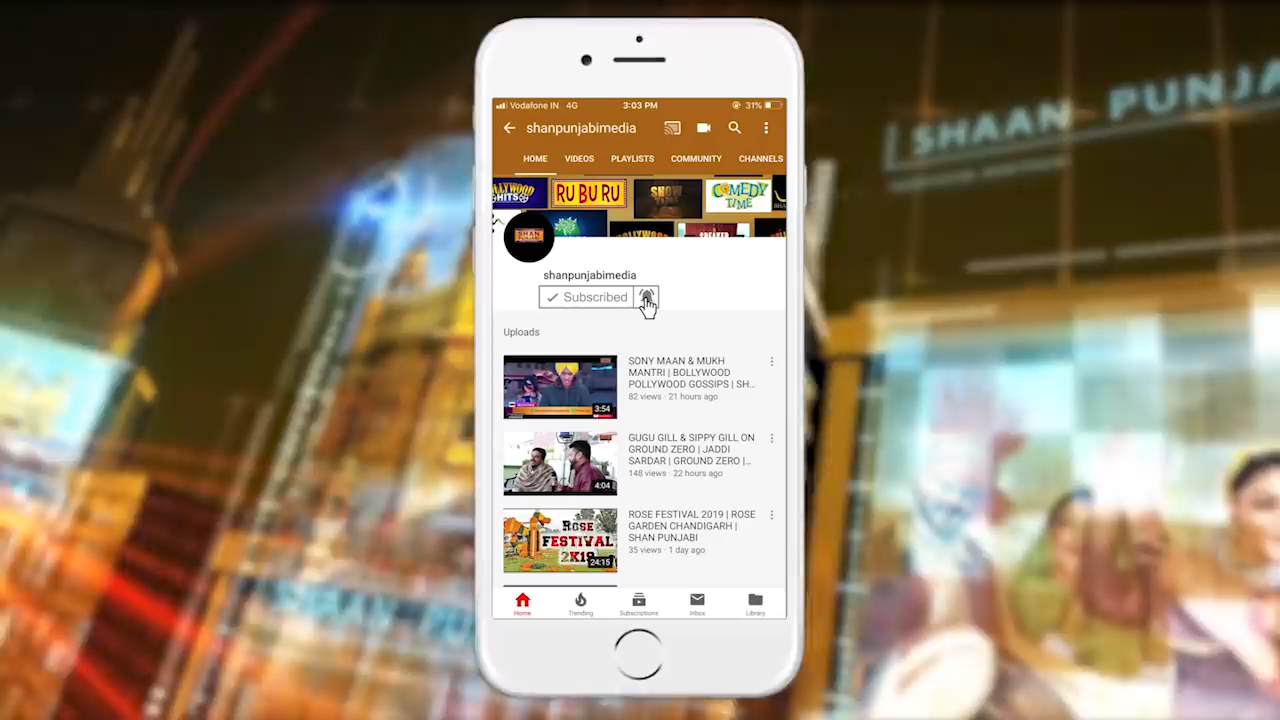 Vodafone IN 4G 3:03 PM 31%
shanpunjabimedia
HOME VIDEOS PLAYLISTS COMMUNITY CHANNELS
HITS RU BU RU SHOW COMEDY TIME
SHAN PUNJABI
shanpunjabimedia
Subscribed
Uploads
SONY MAAN & MUKH
MANTRI | BOLLYWOOD
POLLYWOOD GOSSIPS | SH...
82 views · 21 hours ago
3:54
GUGU GILL & SIPPY GILL ON
GROUND ZERO | JADDI
SARDAR | GROUND ZERO |...
148 views · 22 hours ago
4:04
ROSE FESTIVAL 2019 | ROSE
GARDEN CHANDIGARH |
SHAN PUNJABI
35 views · 1 day ago
ROSE
FESTIVAL
2K19
24:15
Home Trending Subscriptions Inbox Library
SHAAN PUNJA